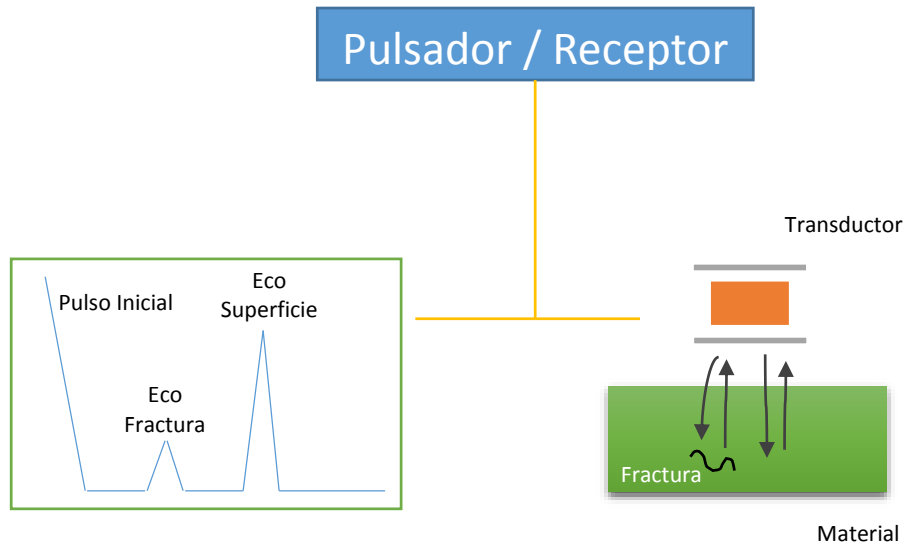 Pulsador / Receptor
Transductor
Eco
Superficie
Pulso Inicial
Eco
Fractura
Fractura
Material